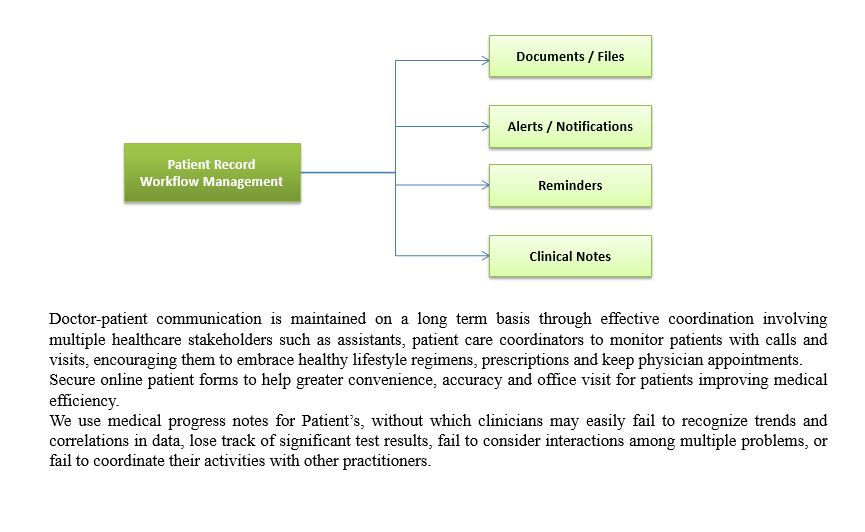 Documents / Files
Alerts / Notifications
Patient Record
Workflow Management
Reminders
Clinical Notes
Doctor-patient communication is maintained on a long term basis through effective coordination involving
multiple healthcare stakeholders such as assistants, patient care coordinators to monitor patients with calls and
visits, encouraging them to embrace healthy lifestyle regimens, prescriptions and keep physician appointments.
Secure online patient forms to help greater convenience, accuracy and office visit for patients improving medical
efficiency.
We use medical progress notes for Patient’s, without which clinicians may easily fail to recognize trends and
correlations in data, lose track of significant test results, fail to consider interactions among multiple problems, or
fail to coordinate their activities with other practitioners.